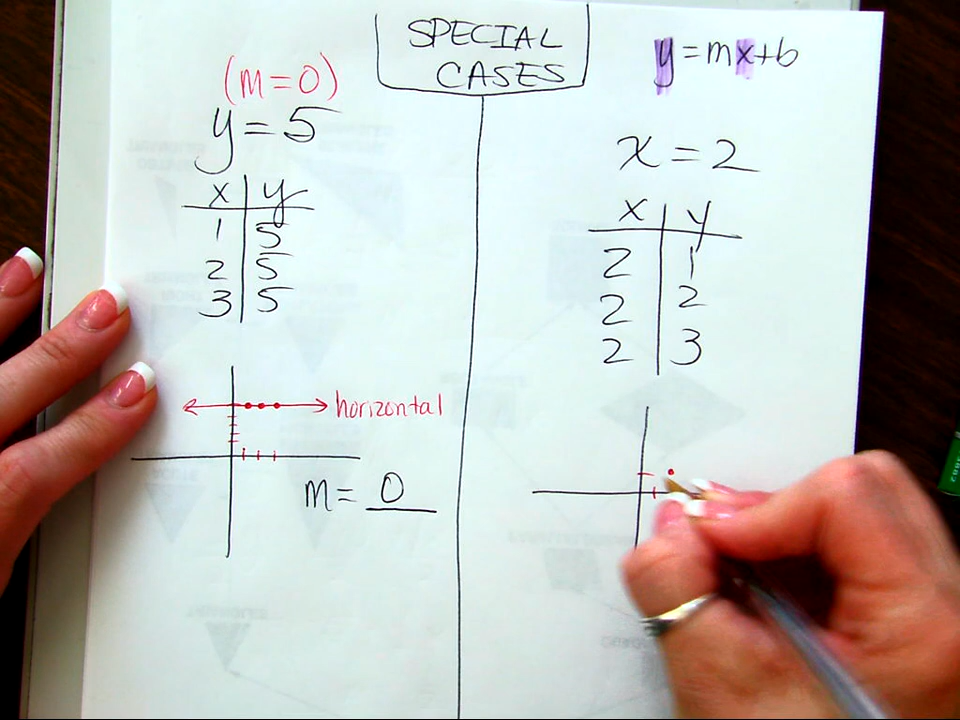 SPECIAL
CASES
(m=0)
y=5
x y
1 5
2 5
3 5
horizontal
m= 0
y=mx+b
x=2
x y
2 1
2 2
2 3